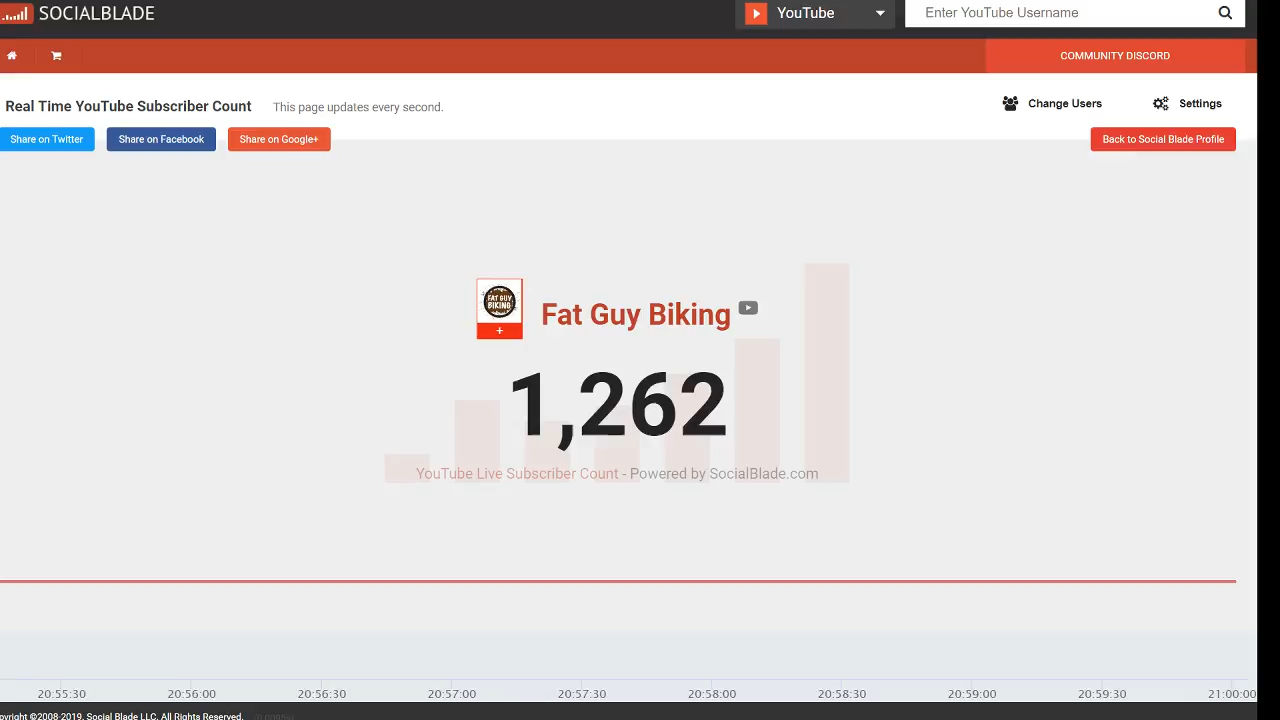 SOCIALBLADE
YouTube
Enter YouTube Username
COMMUNITY DISCORD
Real Time YouTube Subscriber Count
This page updates every second.
Change Users
Settings
Share on Twitter
Share on Facebook
Share on Google+
Back to Social Blade Profile
FAT GUY
BIKING
+
Fat Guy Biking
1,262
YouTube Live Subscriber Count - Powered by SocialBlade.com
20:55:30
20:56:00
20:56:30
20:57:00
20:57:30
20:58:00
20:58:30
20:59:00
20:59:30
21:00:00
opyright ©2008-2019, Social Blade LLC, All Rights Reserved.